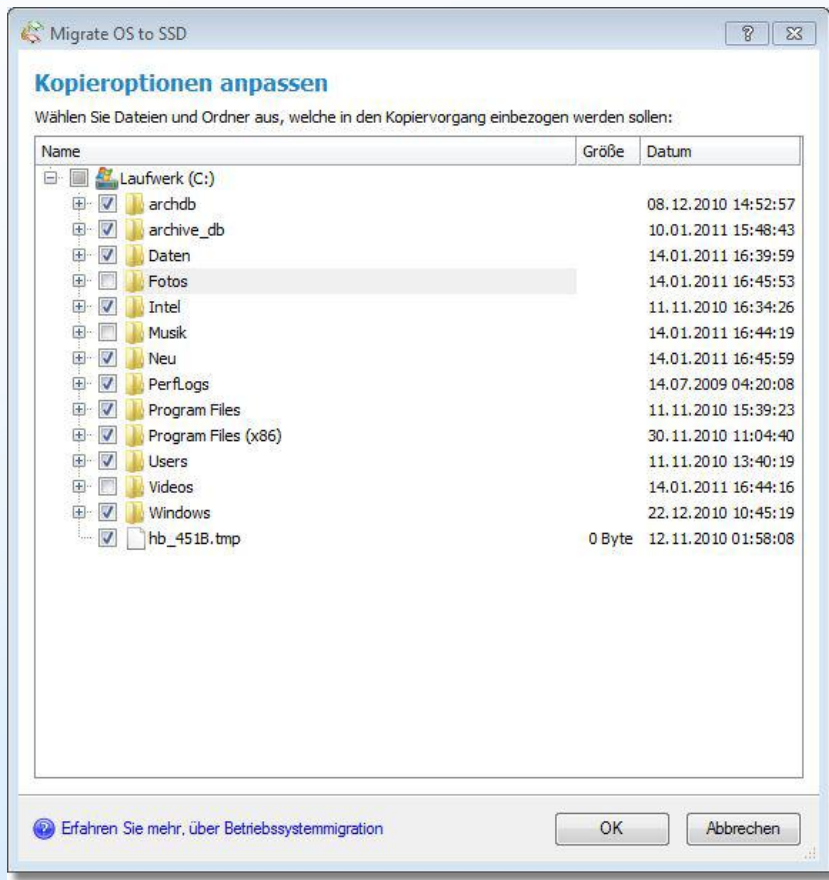 Migrate OS to SSD
Kopieroptionen anpassen
Wählen Sie Dateien und Ordner aus, welche in den Kopiervorgang einbezogen werden sollen:
Name Größe Datum
Laufwerk (C:)
archdb 08.12.2010 14:52:57
archive_db 10.01.2011 15:48:43
Daten 14.01.2011 16:39:59
Fotos 14.01.2011 16:45:53
Intel 11.11.2010 16:34:26
Musik 14.01.2011 16:44:19
Neu 14.01.2011 16:45:59
PerfLogs 14.07.2009 04:20:08
Program Files 11.11.2010 15:39:23
Program Files (x86) 30.11.2010 11:04:40
Users 11.11.2010 13:40:19
Videos 14.01.2011 16:44:16
Windows 22.12.2010 10:45:19
hb_451B.tmp 0 Byte 12.11.2010 01:58:08
Erfahren Sie mehr, über Betriebssystemmigration OK Abbrechen